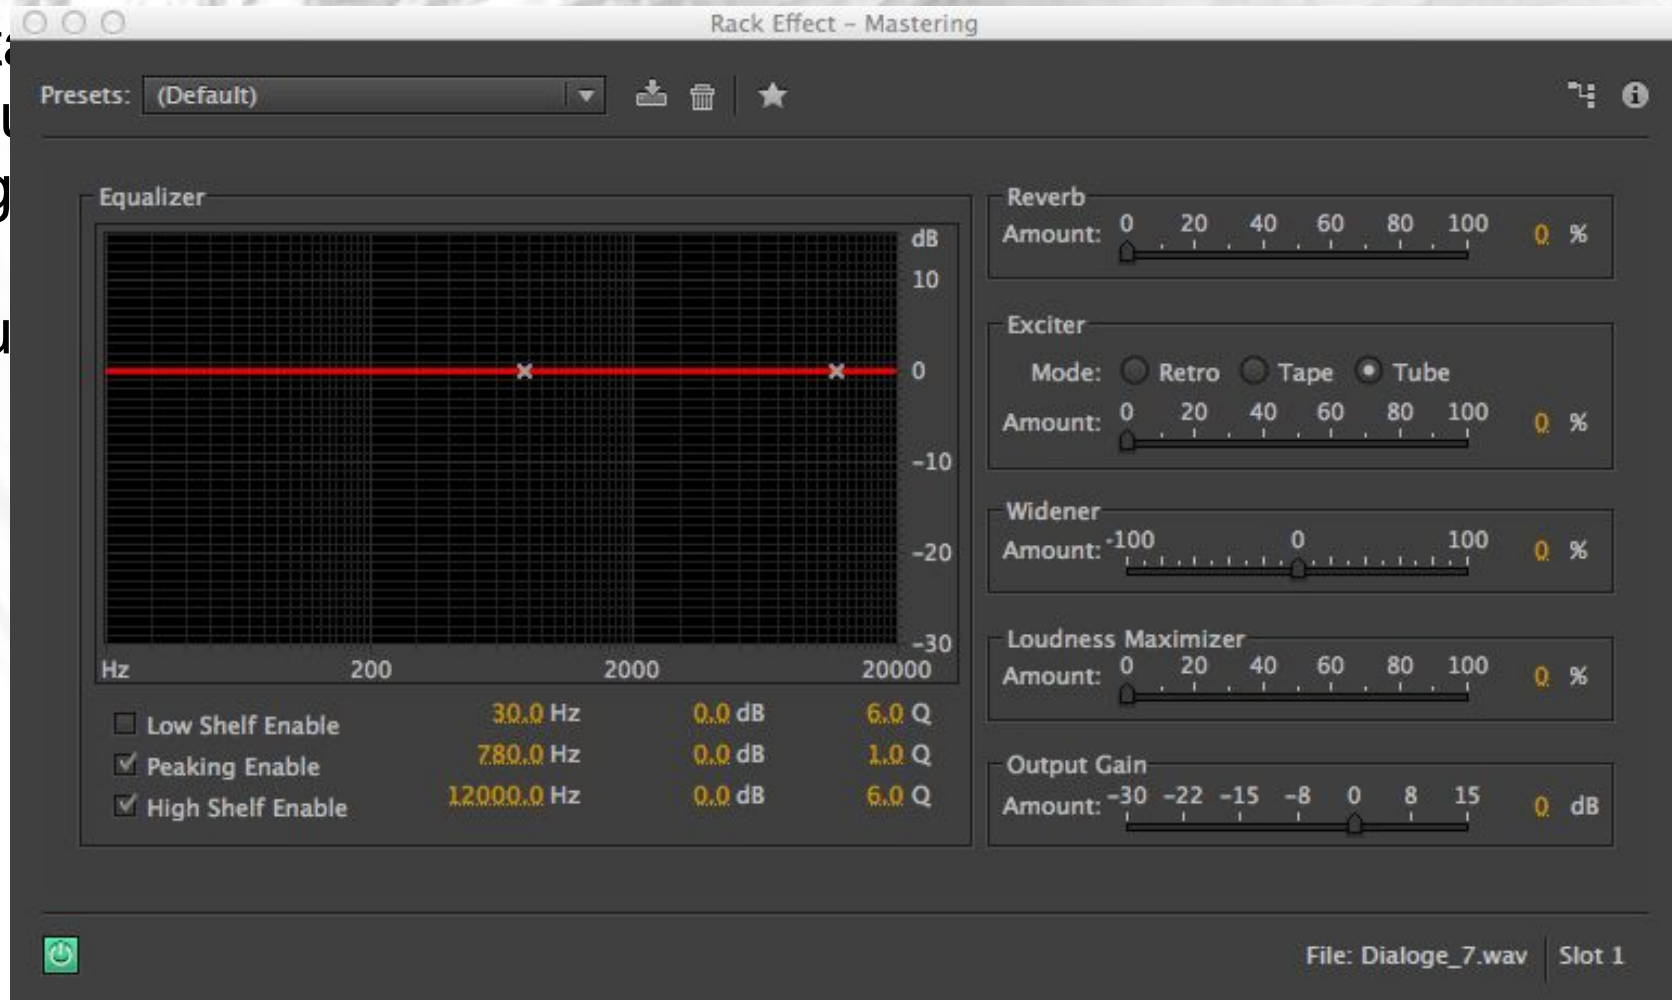 Rack Effect – Mastering
Presets: (Default)
Equalizer
dB
10
0
-10
-20
-30
Hz 200 2000 20000
Low Shelf Enable 30.0 Hz 0.0 dB 6.0 Q
Peaking Enable 780.0 Hz 0.0 dB 1.0 Q
High Shelf Enable 12000.0 Hz 0.0 dB 6.0 Q
Reverb
0 20 40 60 80 100
Amount: 0 %
Exciter
Mode: Retro Tape Tube
0 20 40 60 80 100
Amount: 0 %
Widener
-100 0 100
Amount: 0 %
Loudness Maximizer
0 20 40 60 80 100
Amount: 0 %
Output Gain
-30 -22 -15 -8 0 8 15
Amount: 0 dB
File: Dialoge_7.wav Slot 1